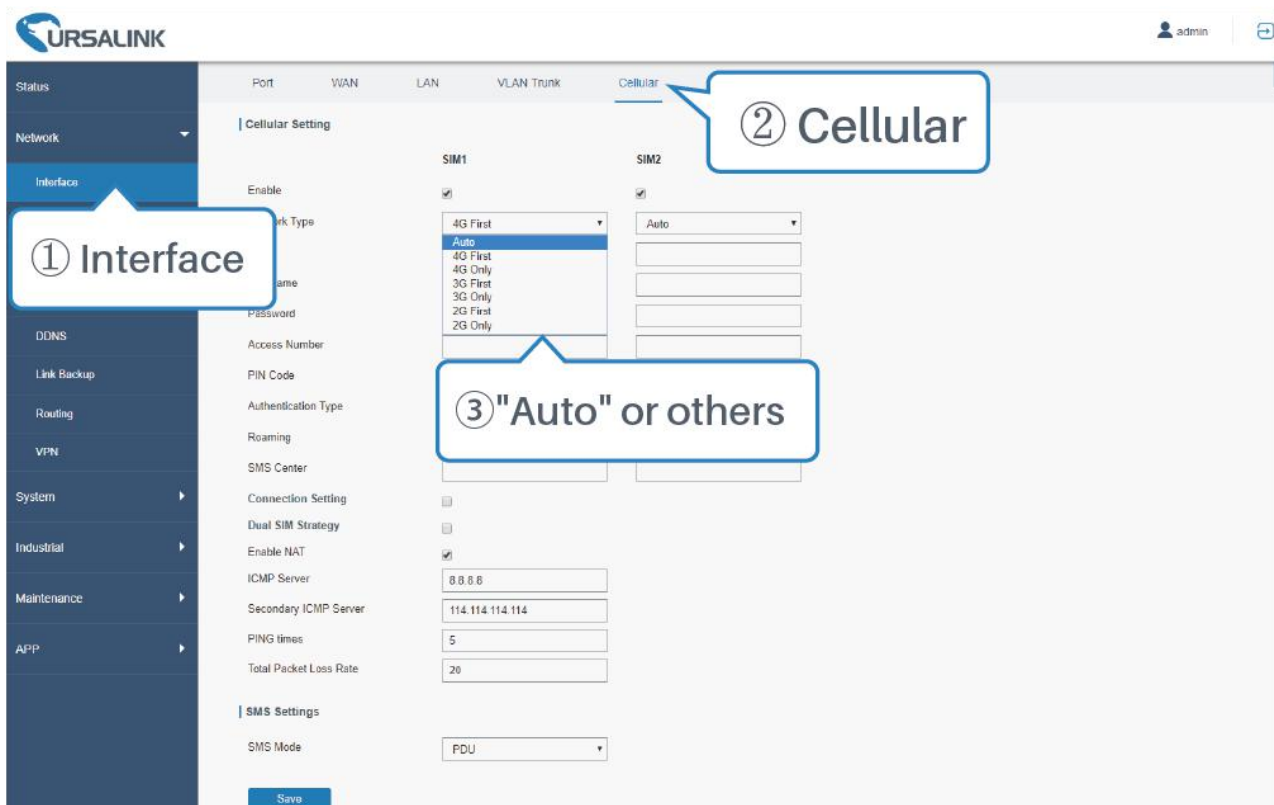 URSALINK
admin
Status
Port WAN LAN VLAN Trunk Cellular
② Cellular
Network
Cellular Setting
SIM1 SIM2
Interface
Enable
① Interface
rk Type 4G First Auto
Auto
4G First
4G Only
3G First
3G Only
2G First
2G Only
ame
Password
DDNS
Access Number
Link Backup
PIN Code
③"Auto" or others
Routing
Authentication Type
Roaming
VPN
SMS Center
System
Connection Setting
Dual SIM Strategy
Industrial
Enable NAT
ICMP Server 8.8.8.8
Maintenance
Secondary ICMP Server 114.114.114.114
PING times 5
APP
Total Packet Loss Rate 20
SMS Settings
SMS Mode PDU
Save